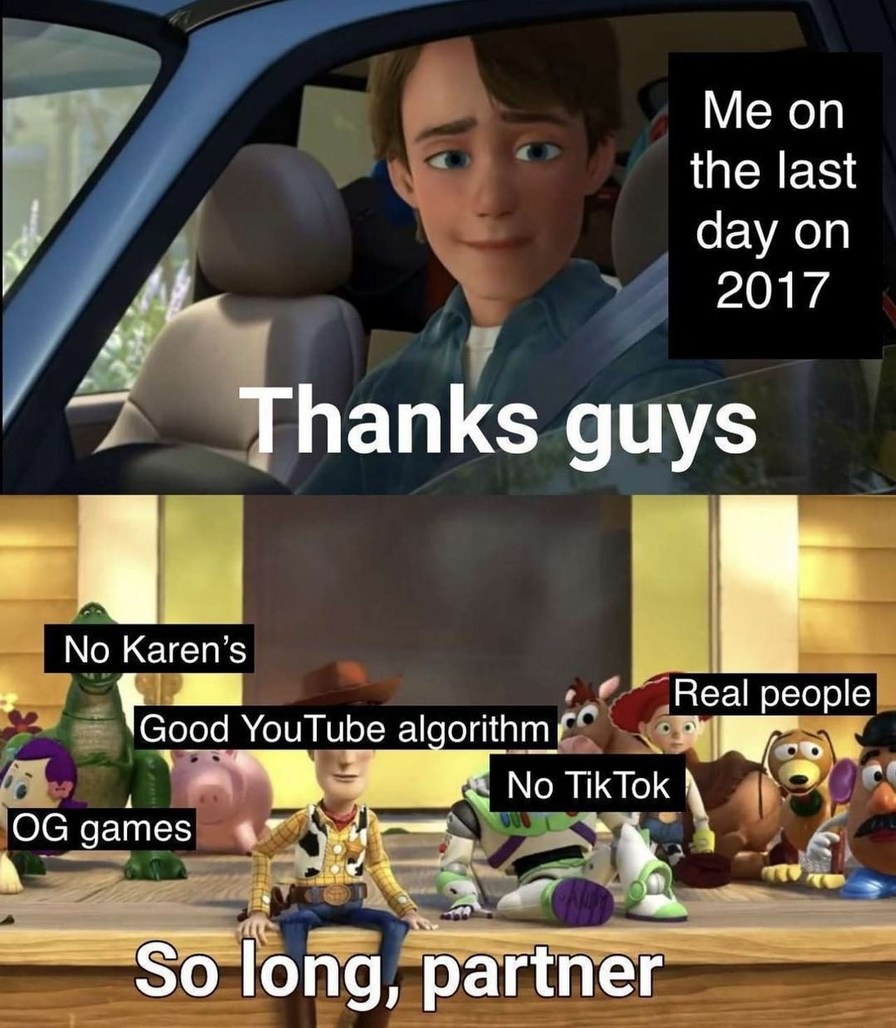 Me on
the last
day on
2017
Thanks guys
No Karen's
Real people
Good YouTube algorithm
No TikTok
OG games
So long, partner